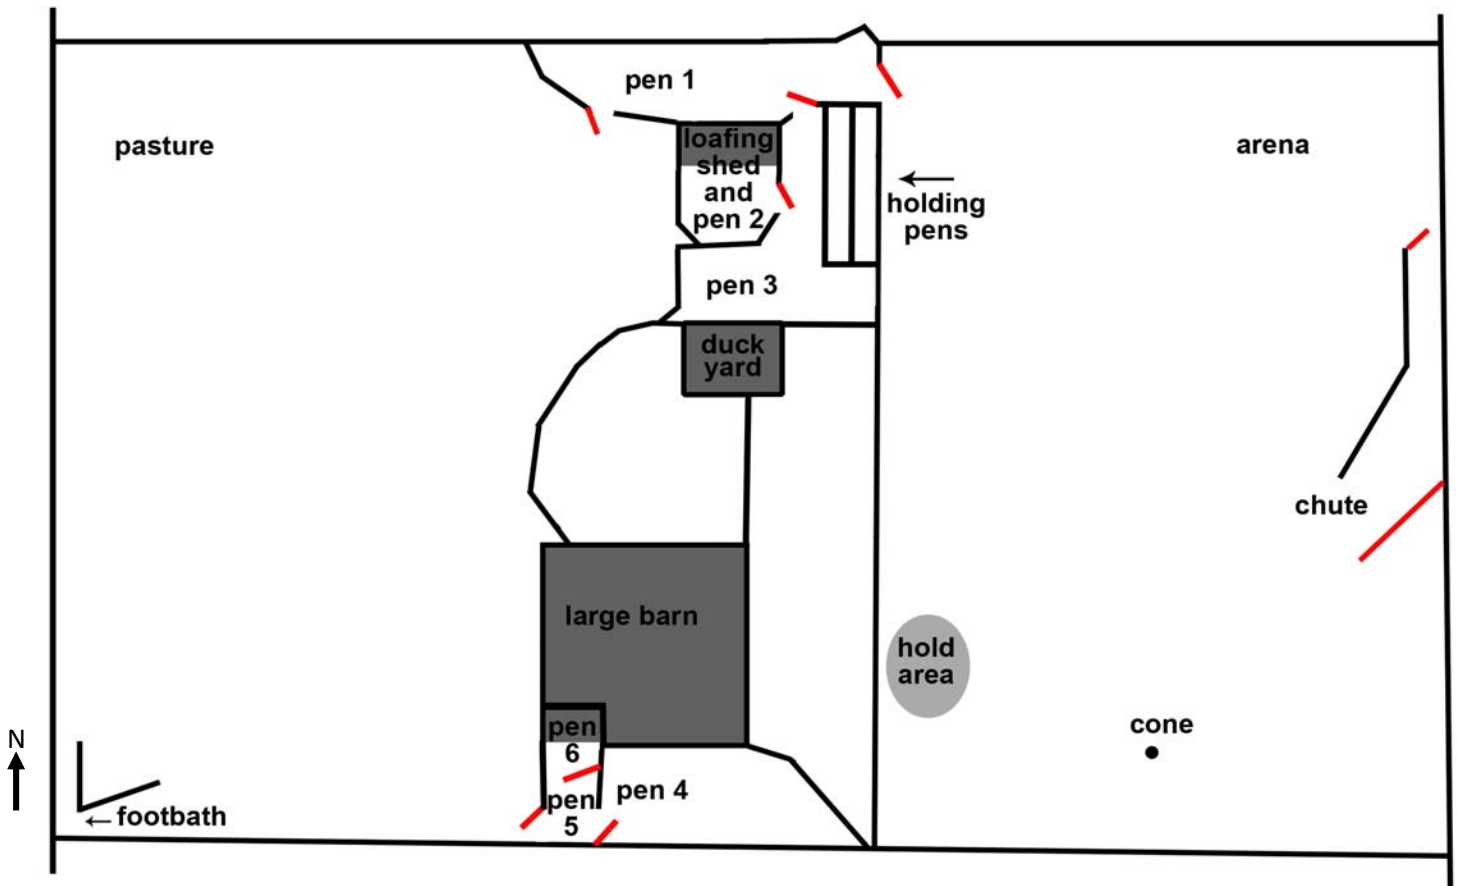 pen 1
pasture
loafing
shed
and
pen 2
arena
holding
pens
pen 3
duck
yard
chute
large barn
hold
area
cone
N
pen
6
pen 4
pen
5
footbath